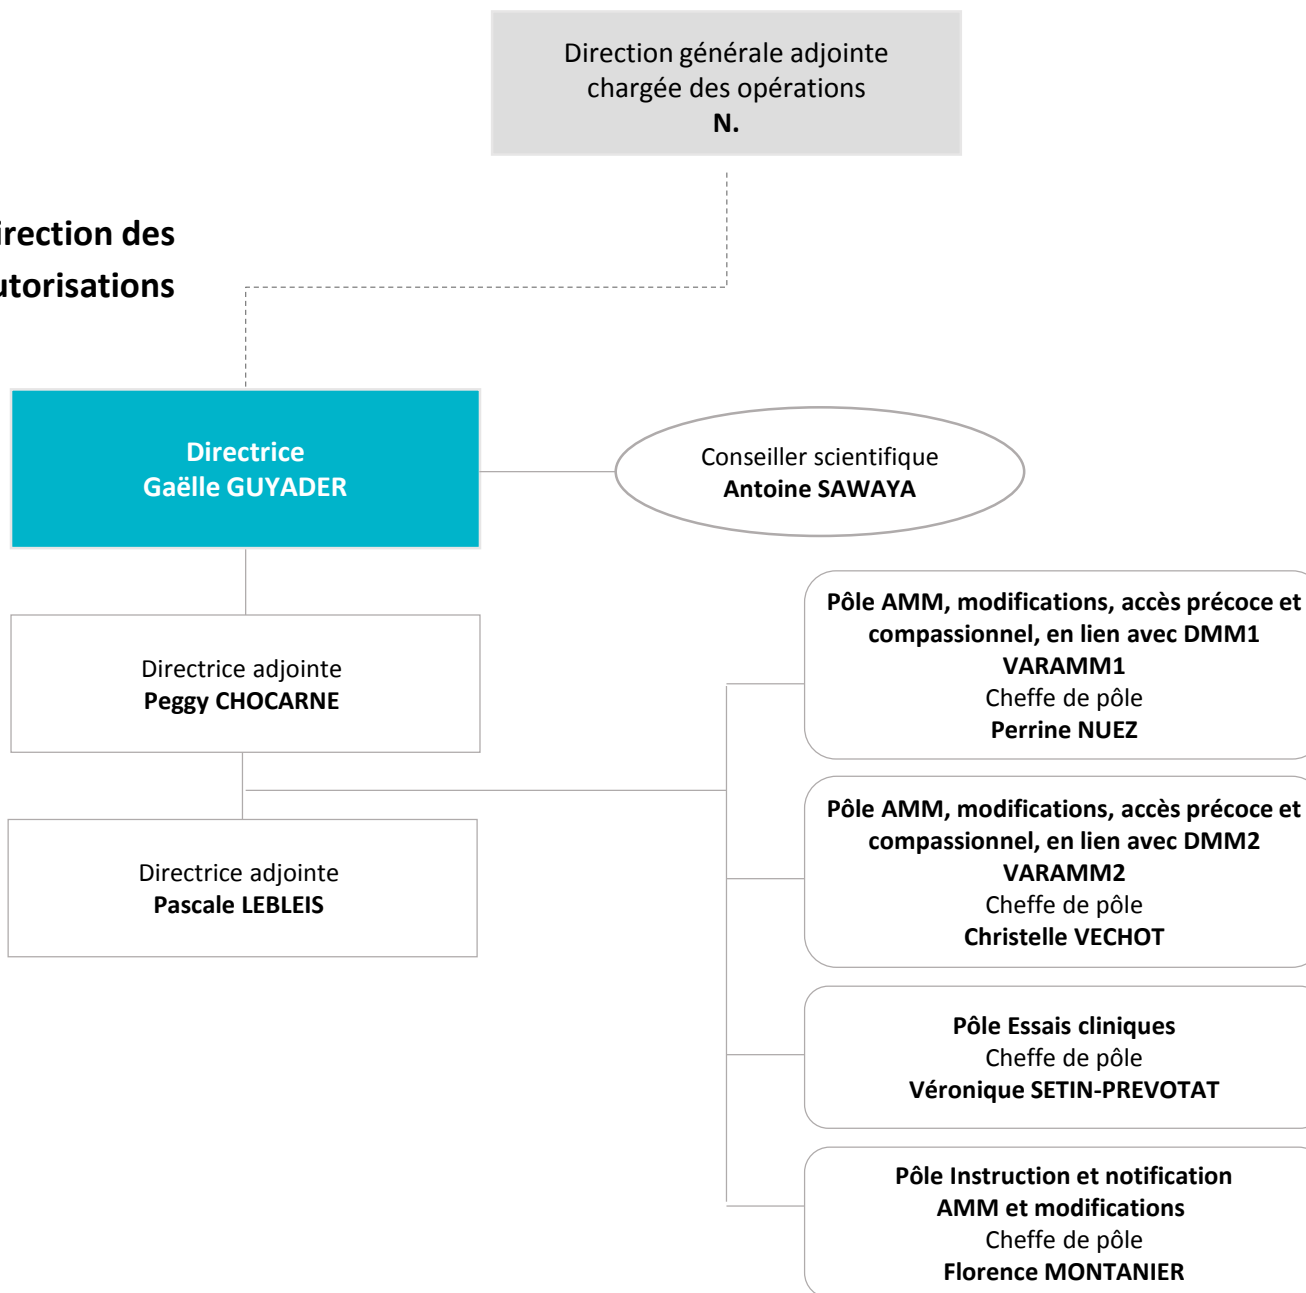 Direction générale adjointe
chargée des opérations
N.
irection des
utorisations
Directrice
Gaëlle GUYADER
Conseiller scientifique
Antoine SAWAYA
Directrice adjointe
Peggy CHOCARNE
Directrice adjointe
Pascale LEBLEIS
Pôle AMM, modifications, accès précoce et
compassionnel, en lien avec DMM1
VARAMM1
Cheffe de pôle
Perrine NUEZ
Pôle AMM, modifications, accès précoce et
compassionnel, en lien avec DMM2
VARAMM2
Cheffe de pôle
Christelle VECHOT
Pôle Essais cliniques
Cheffe de pôle
Véronique SETIN-PREVOTAT
Pôle Instruction et notification
AMM et modifications
Cheffe de pôle
Florence MONTANIER